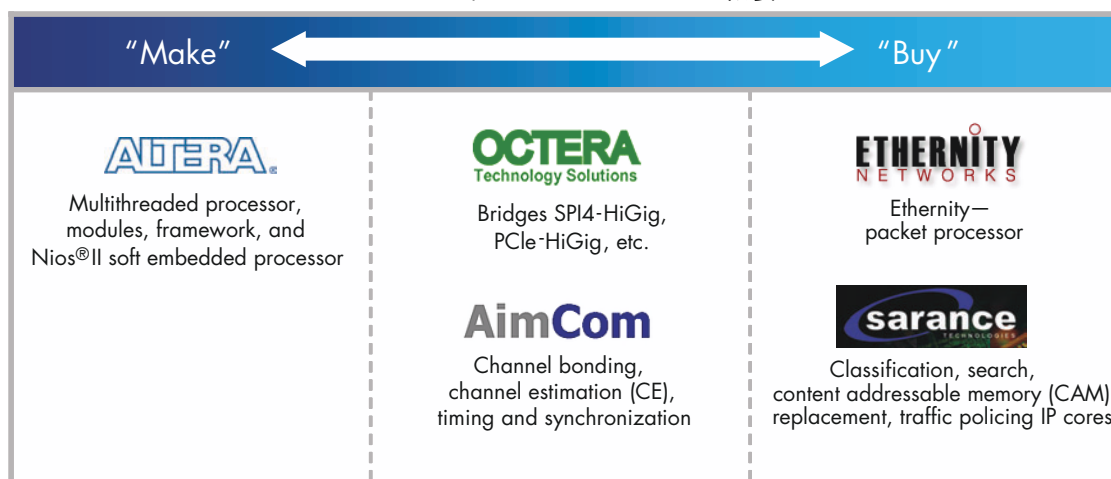 “Make”
“Buy”
ALTERA®
Multithreaded processor,
modules, framework, and
Nios®II soft embedded processor
OCTERA
Technology Solutions
Bridges SPI4-HiGig,
PCIe-HiGig, etc.
AimCom
Channel bonding,
channel estimation (CE),
timing and synchronization
ETHERNITY
NETWORKS
Ethernity—
packet processor
sarance
TECHNOLOGIES
Classification, search,
content addressable memory (CAM)
replacement, traffic policing IP cores